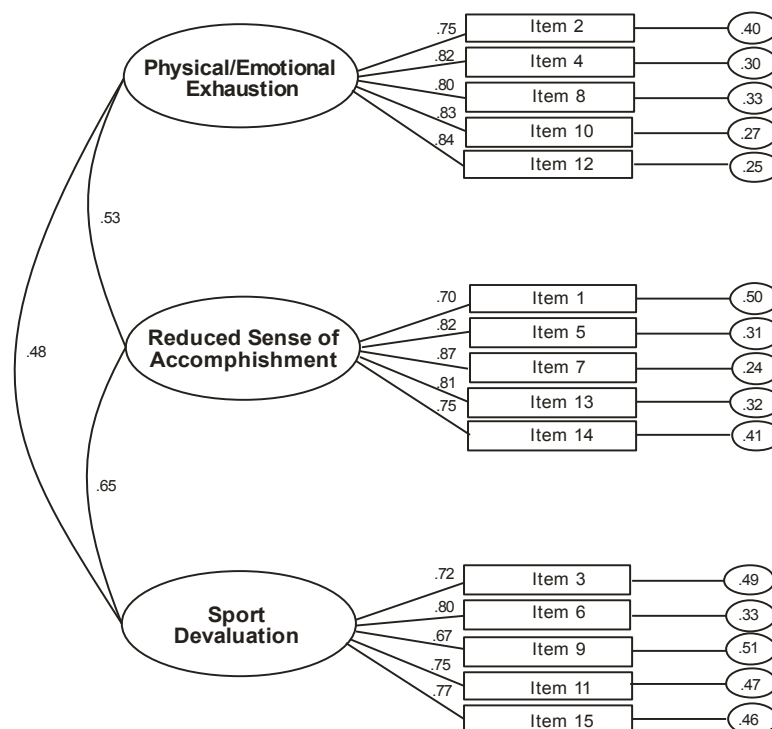 .75 Item 2 .40
Physical/Emotional
Exhaustion
.82 Item 4 .30
.80 Item 8 .33
.83 Item 10 .27
.84 Item 12 .25
.53
.70 Item 1 .50
Reduced Sense of
Accomphishment
.82 Item 5 .31
.87 Item 7 .24
.81 Item 13 .32
.75 Item 14 .41
.48
.65
.72 Item 3 .49
Sport
Devaluation
.80 Item 6 .33
.67 Item 9 .51
.75 Item 11 .47
.77 Item 15 .46